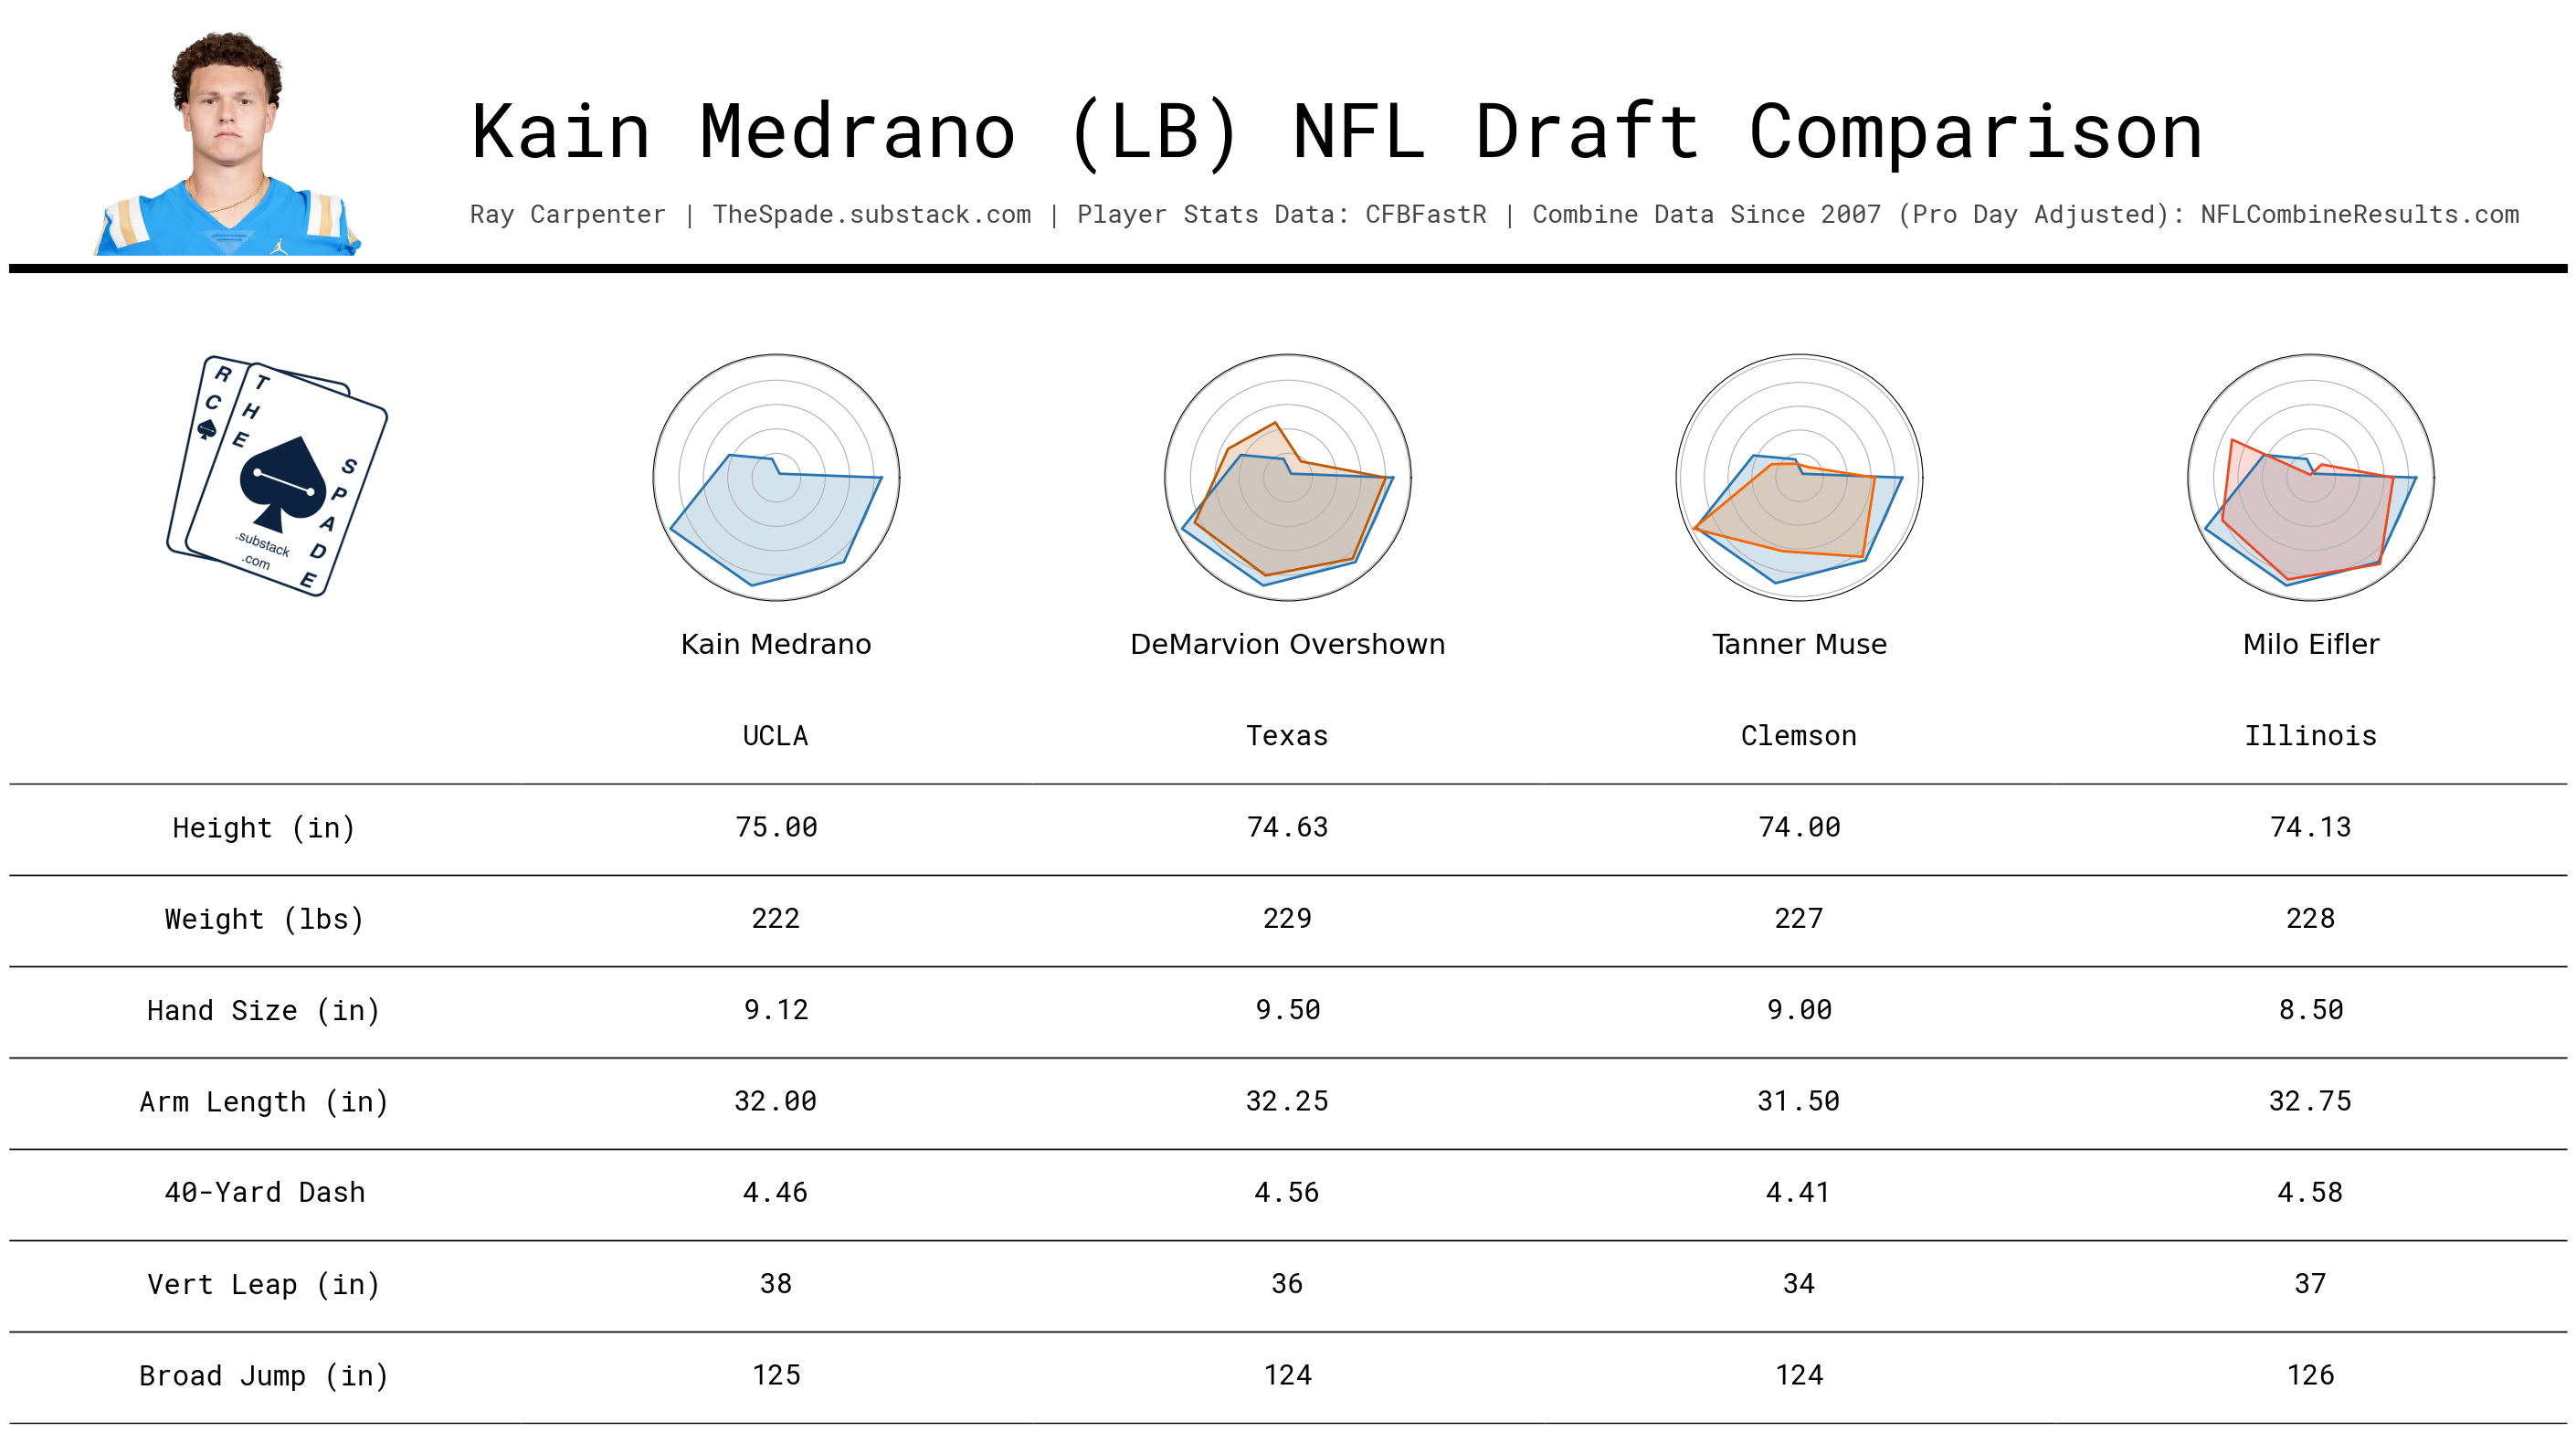 Kain Medrano (LB) NFL Draft Comparison
Ray Carpenter | TheSpade.substack.com | Player Stats Data: CFBFastR | Combine Data Since 2007 (Pro Day Adjusted): NFLCombineResults.com
R C
THE
SPADE
.substack
.com
Kain Medrano DeMarvion Overshown Tanner Muse Milo Eifler
UCLA Texas Clemson Illinois
Height (in) 75.00 74.63 74.00 74.13
Weight (lbs) 222 229 227 228
Hand Size (in) 9.12 9.50 9.00 8.50
Arm Length (in) 32.00 32.25 31.50 32.75
40-Yard Dash 4.46 4.56 4.41 4.58
Vert Leap (in) 38 36 34 37
Broad Jump (in) 125 124 124 126